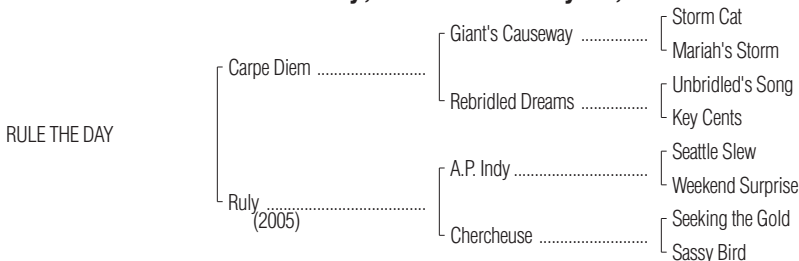 Storm Cat
Giant's Causeway ................
Mariah's Storm
Carpe Diem ..........................
Unbridled's Song
Rebridled Dreams ................
Key Cents
RULE THE DAY
Seattle Slew
A.P. Indy ................................
Weekend Surprise
Ruly ......................................
(2005)
Seeking the Gold
Chercheuse ..........................
Sassy Bird